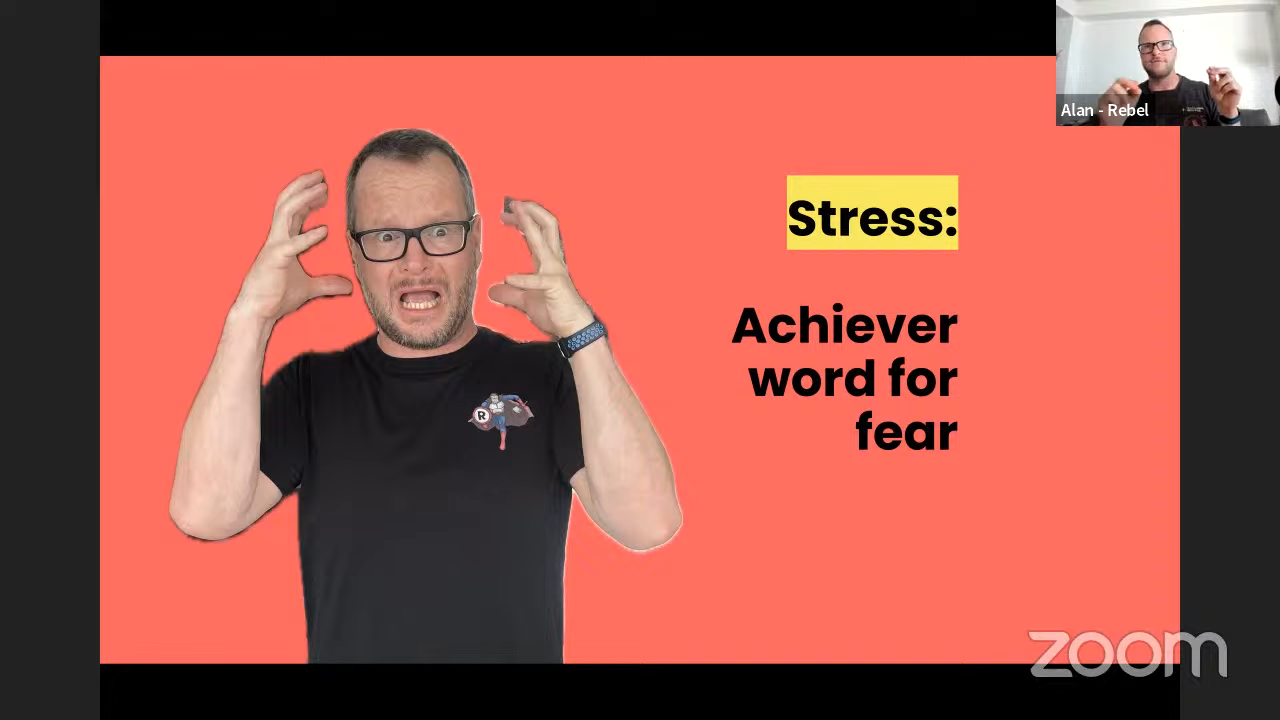 Alan - Rebel
Stress:
Achiever
word for
fear
R
zoom